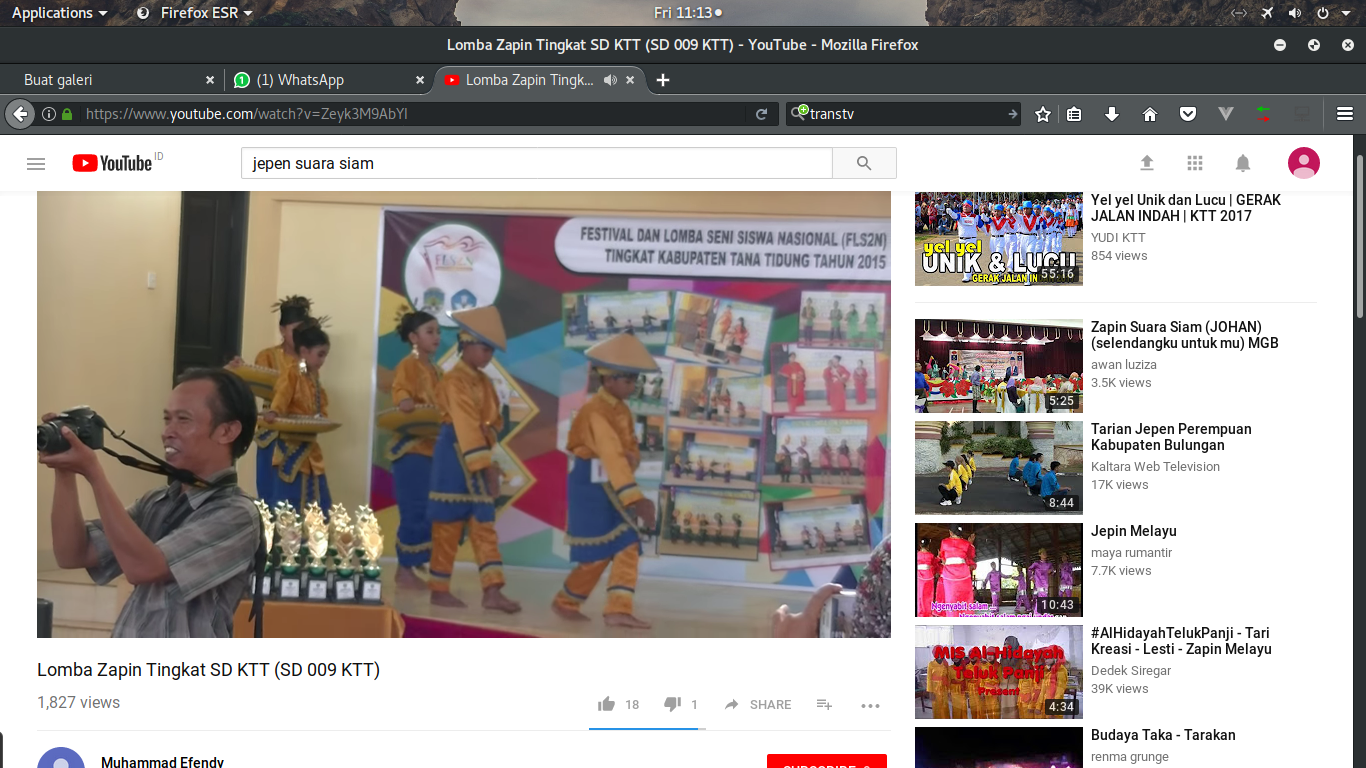 Applications
Firefox ESR
Fri 11:13
Lomba Zapin Tingkat SD KTT (SD 009 KTT) - YouTube - Mozilla Firefox
Buat galeri
(1) WhatsApp
Lomba Zapin Tingk...
https://www.youtube.com/watch?v=Zeyk3M9AbYI
transtv
YouTube ID
jepen suara siam
FESTIVAL DAN LOMBA SENI SISWA NASIONAL (FLS2N)
TINGKAT KABUPATEN TANA TIDUNG TAHUN 2015
Lomba Zapin Tingkat SD KTT (SD 009 KTT)
1,827 views
18
1
SHARE
Muhammad Efendy
yel yel
UNIK & LUCU
55:16
Yel yel Unik dan Lucu | GERAK
JALAN INDAH | KTT 2017
YUDI KTT
854 views
5:25
Zapin Suara Siam (JOHAN)
(selendangku untuk mu) MGB
awan luziza
3.5K views
8:44
Tarian Jepen Perempuan
Kabupaten Bulungan
Kaltara Web Television
17K views
Ngenyabit salam
10:43
Jepin Melayu
maya rumantir
7.7K views
MIS Al-Hidayah
Teluk Panji
Present
4:34
#AlHidayahTelukPanji - Tari
Kreasi - Lesti - Zapin Melayu
Dedek Siregar
39K views
Budaya Taka - Tarakan
renma grunge